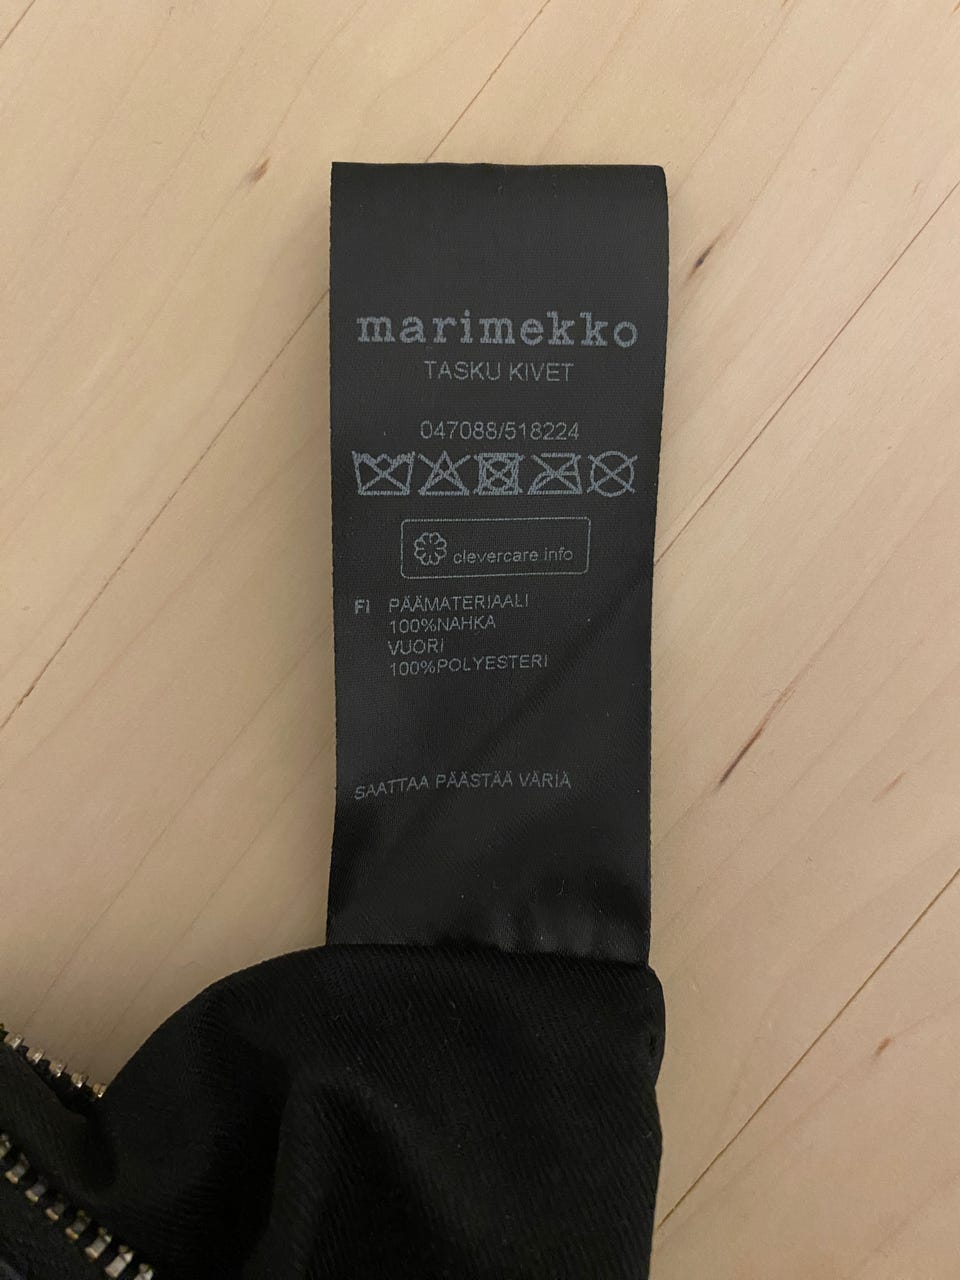 marimekko
TASKU KIVET
047088/518224
clevercare.info
FI PÄÄMATERIAALI
100%NAHKA
VUORI
100%POLYESTERI
SAATTAA PÄÄSTÄÄ VÄRIÄ